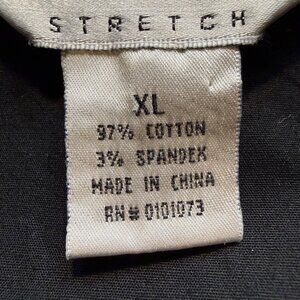 STRETCH
XL
97% COTTON
3% SPANDEX
MADE IN CHINA
RN# 0101073